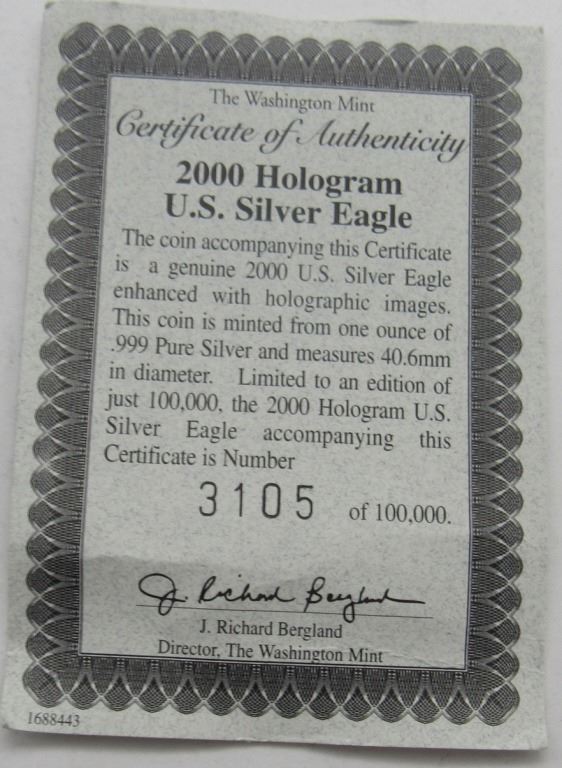 The Washington Mint
Certificate of Authenticity
2000 Hologram
U.S. Silver Eagle
The coin accompanying this Certificate
is a genuine 2000 U.S. Silver Eagle
enhanced with holographic images.
This coin is minted from one ounce of
.999 Pure Silver and measures 40.6mm
in diameter. Limited to an edition of
just 100,000, the 2000 Hologram U.S.
Silver Eagle accompanying this
Certificate is Number
3105 of 100,000.
J. Richard Bergland
J. Richard Bergland
Director, The Washington Mint
1688443